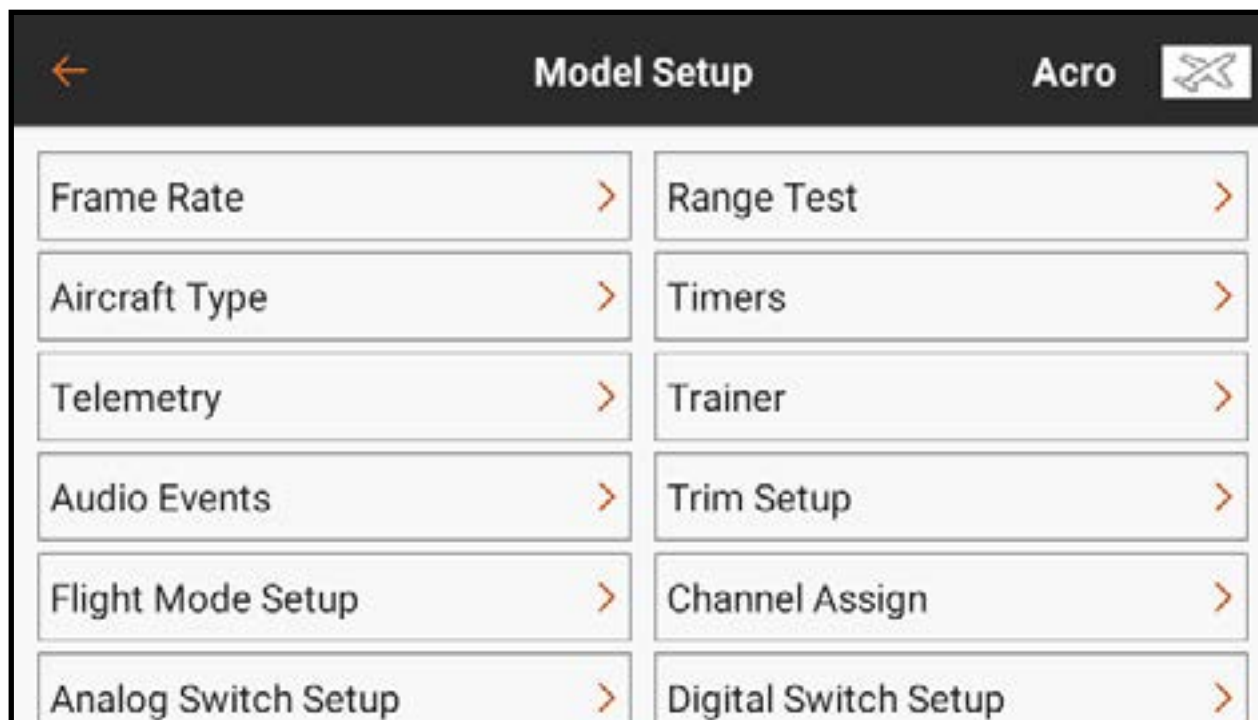 Model Setup
Acro
Frame Rate
Range Test
Aircraft Type
Timers
Telemetry
Trainer
Audio Events
Trim Setup
Flight Mode Setup
Channel Assign
Analog Switch Setup
Digital Switch Setup